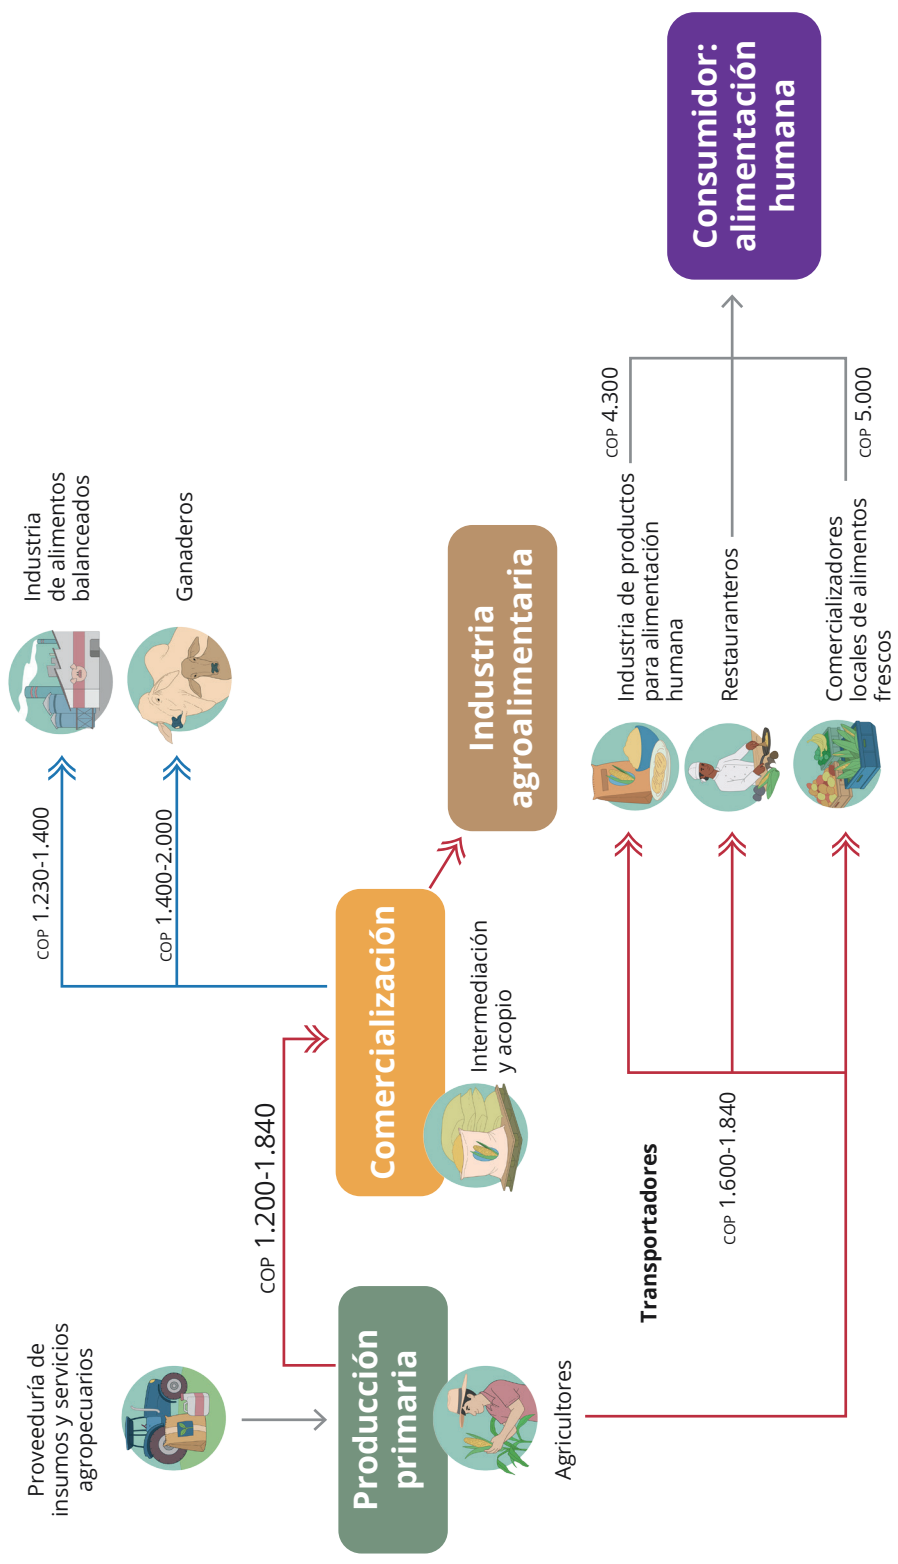 Proveeduría de
insumos y servicios
agropecuarios
Producción
primaria
Agricultores
COP 1.200-1.840
Comercialización
Intermediación
y acopio
COP 1.230-1.400
Industria
de alimentos
balanceados
COP 1.400-2.000
Ganaderos
Industria
agroalimentaria
Transportadores
COP 1.600-1.840
Industria de productos
para alimentación
humana
Restauranteros
Comercializadores
locales de alimentos
frescos
COP 4.300
COP 5.000
Consumidor:
alimentación
humana